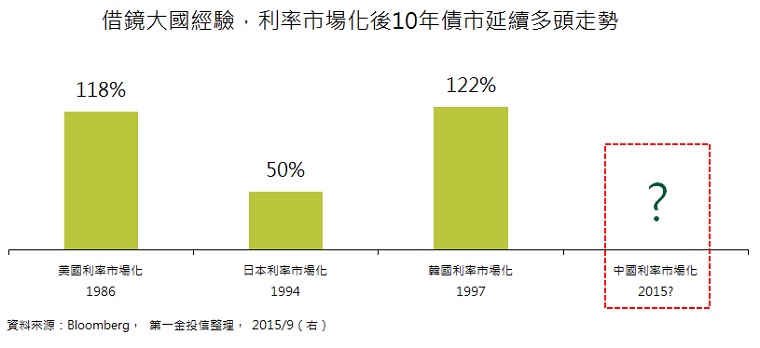 借鏡大國經驗，利率市場化後10年債市延續多頭走勢
118%
50%
122%
?
美國利率市場化
1986
日本利率市場化
1994
韓國利率市場化
1997
中國利率市場化
2015?
資料來源：Bloomberg， 第一金投信整理， 2015/9（右）